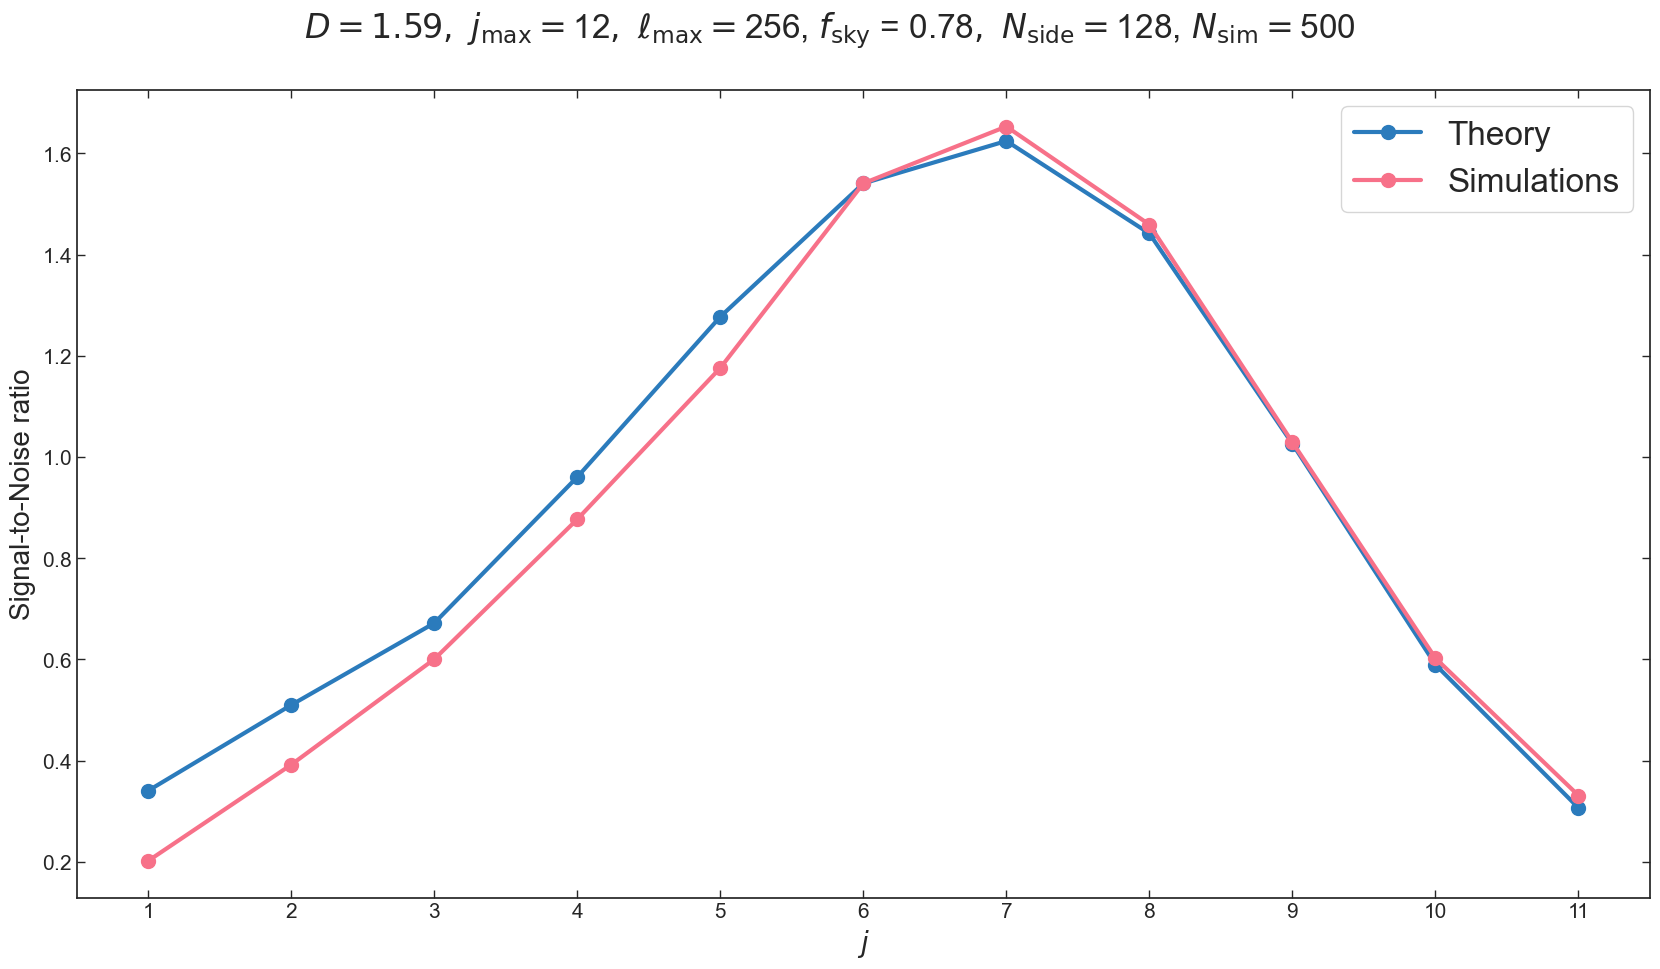 D = 1.59, j_max = 12, ℓ_max = 256, f_sky = 0.78, N_side = 128, N_sim = 500
Theory
Simulations
Signal-to-Noise ratio
1.6
1.4
1.2
1.0
0.8
0.6
0.4
0.2
1 2 3 4 5 6 7 8 9 10 11
j